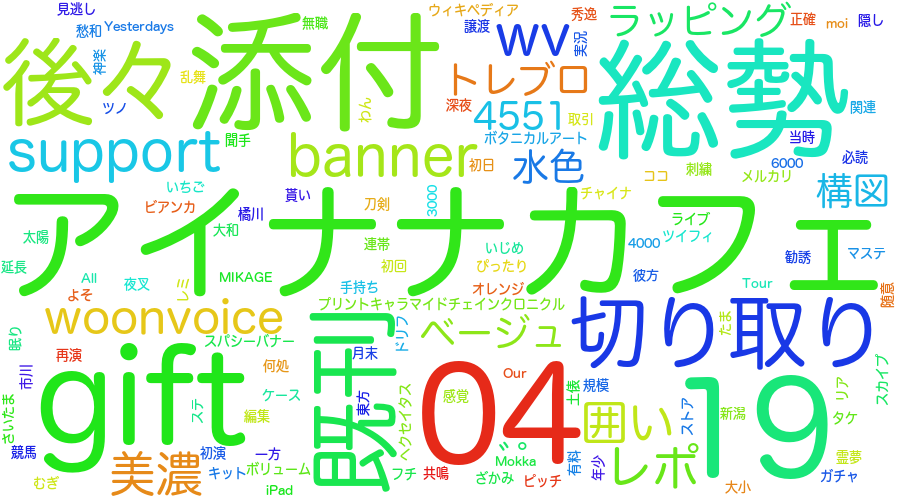 見逃し
無職
ウィキペディア
秀逸
ラッピング
正確
moi
隠し
愁和
Yesterdays
譲渡
wv
実況
後々
神楽
添付
トレブロ
総勢
乱舞
ツノ
わん
深夜
4551
取引
関連
support
聞手
banner
ボタニカルアート
当時
初日
水色
ココ
刺繍
6000
必読
メルカリ
いちご
貰い
刀剣
3000
チャイナ
構図
ビアンカ
橘川
アイナナカフェ
ライブ
太陽
大和
連帯
いじめ
4000
ツイフィ
延長
All
夜叉
レミ
MIKAGE
初回
ぴったり
彼方
勧誘
マステ
よそ
手持ち
オレンジ
Tour
随意
woonvoice
プリントキャラマイドチェインクロニクル
切り取り
眠り
スパシーバナー
既刊
ドリフ
ベージュ
たま
再演
何処
月末
gift
04
19
市川
ケース
東方
ヘクセイタス
感覚
Our
土俵
規模
リア
スカイプ
さいたま
ステ
編集
囲い
ストア
新潟
タケ
競馬
初演
一方
゛。
レポ
美濃
キット
ボリューム
フチ
共鳴
Mokka
有料
年少
霊夢
むぎ
iPad
ざかみ
ピッチ
大小
ガチャ